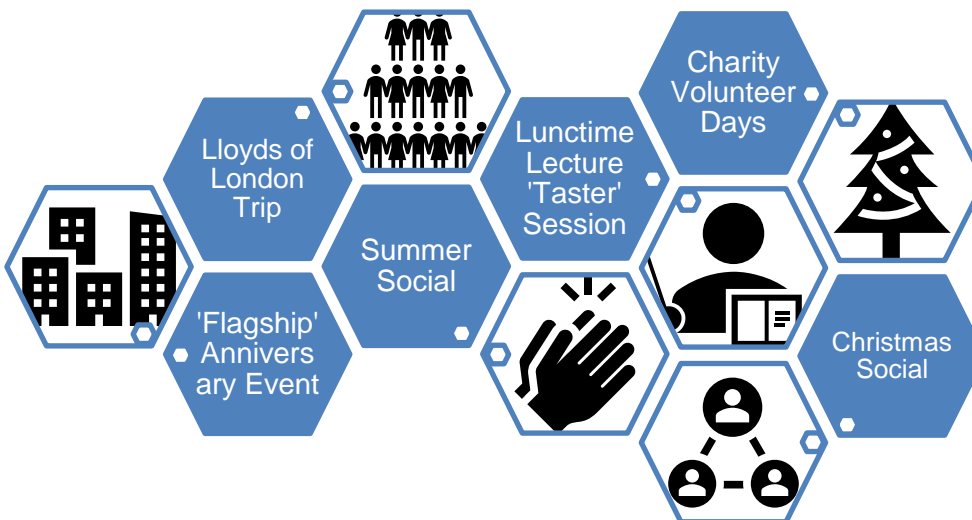 Lloyds of
London
Trip
'Flagship'
Annivers
ary Event
Summer
Social
Lunctime
Lecture
'Taster'
Session
Charity
Volunteer
Days
Christmas
Social